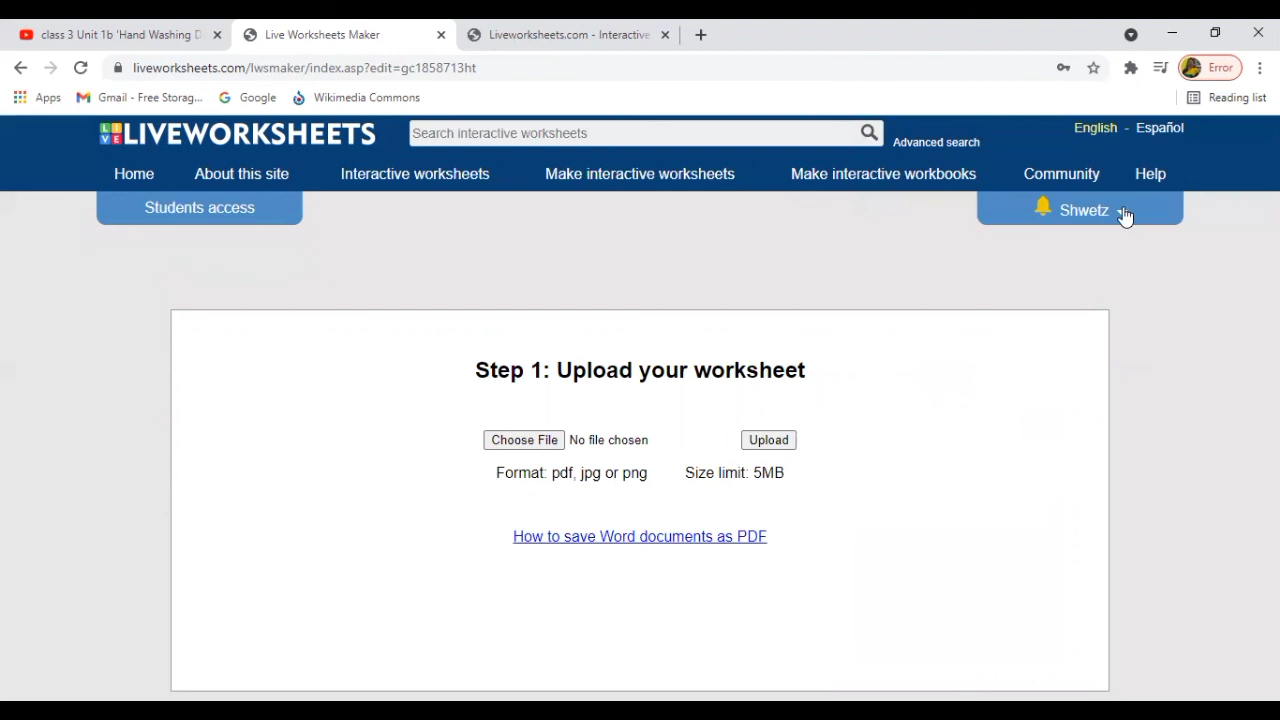 class 3 Unit 1b 'Hand Washing D
Live Worksheets Maker
Liveworksheets.com - Interactive
liveworksheets.com/lwsmaker/index.asp?edit=gc1858713ht
Error
Apps
Gmail - Free Storag...
Google
Wikimedia Commons
Reading list
LIVE
LIVEWORKSHEETS
Search interactive worksheets
Advanced search
English - Español
Home
About this site
Interactive worksheets
Make interactive worksheets
Make interactive workbooks
Community
Help
Students access
Shwetz
Step 1: Upload your worksheet
Choose File No file chosen
Upload
Format: pdf, jpg or png
Size limit: 5MB
How to save Word documents as PDF